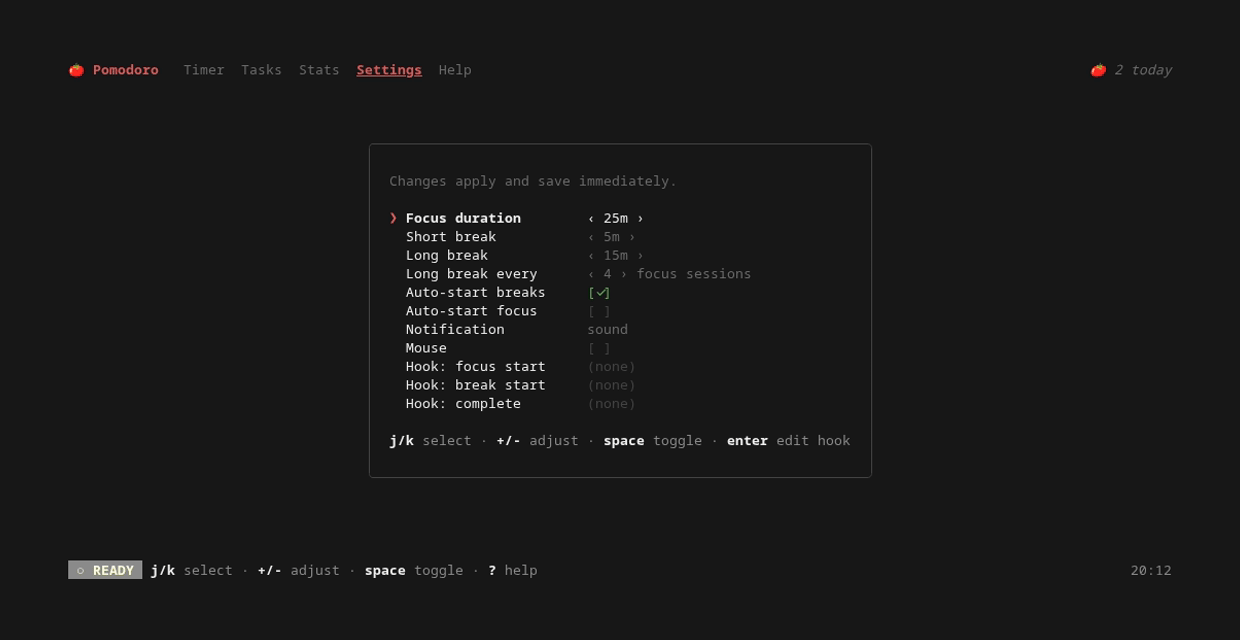 🍅 Pomodoro Timer Tasks Stats Settings Help 🍅 2 today
Changes apply and save immediately.
❯ Focus duration ‹ 25m ›
Short break ‹ 5m ›
Long break ‹ 15m ›
Long break every ‹ 4 › focus sessions
Auto-start breaks [✓]
Auto-start focus [ ]
Notification sound
Mouse [ ]
Hook: focus start (none)
Hook: break start (none)
Hook: complete (none)
j/k select · +/- adjust · space toggle · enter edit hook
○ READY j/k select · +/- adjust · space toggle · ? help 20:12